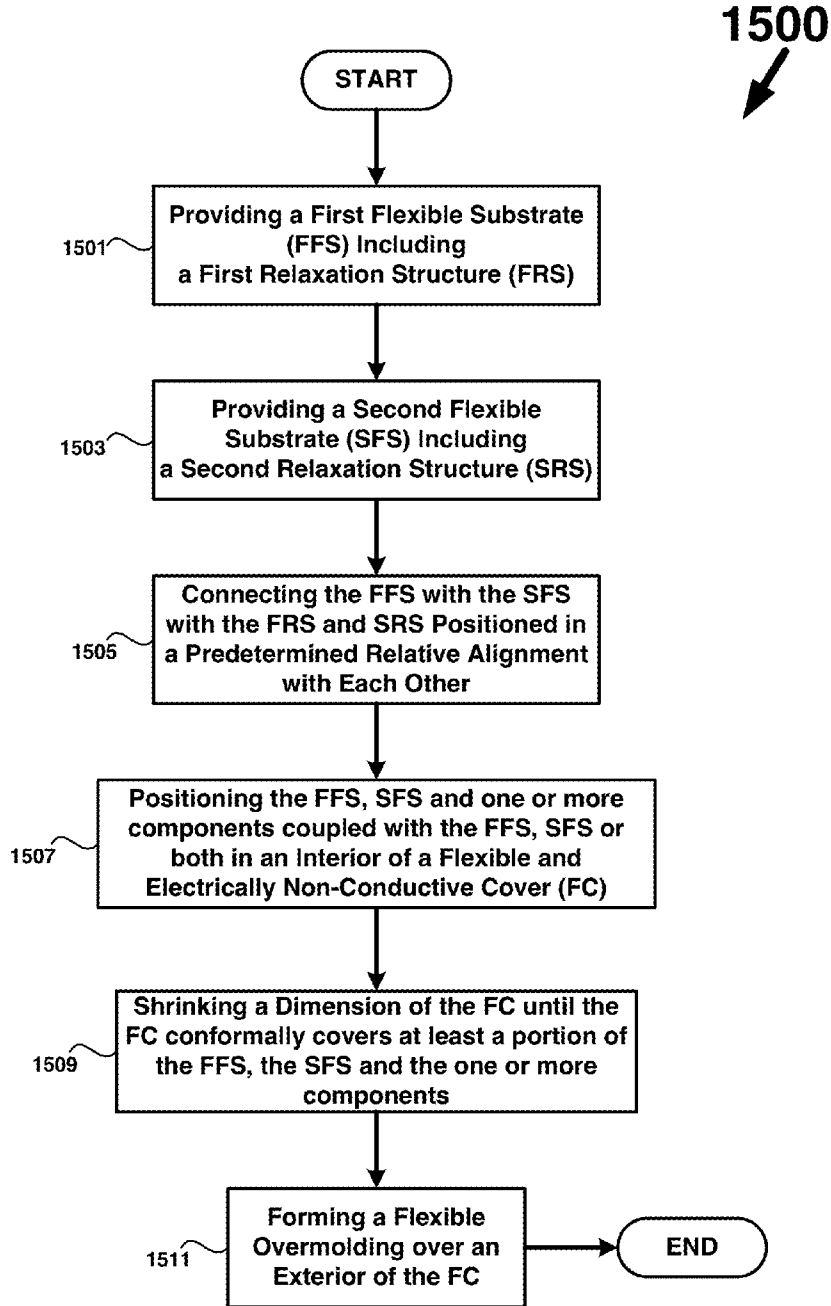 1500
START
1501
Providing a First Flexible Substrate
(FFS) Including
a First Relaxation Structure (FRS)
1503
Providing a Second Flexible
Substrate (SFS) Including
a Second Relaxation Structure (SRS)
1505
Connecting the FFS with the SFS
with the FRS and SRS Positioned in
a Predetermined Relative Alignment
with Each Other
1507
Positioning the FFS, SFS and one or more
components coupled with the FFS, SFS or
both in an Interior of a Flexible and
Electrically Non-Conductive Cover (FC)
1509
Shrinking a Dimension of the FC until the
FC conformally covers at least a portion of
the FFS, the SFS and the one or more
components
1511
Forming a Flexible
Overmolding over an
Exterior of the FC
END